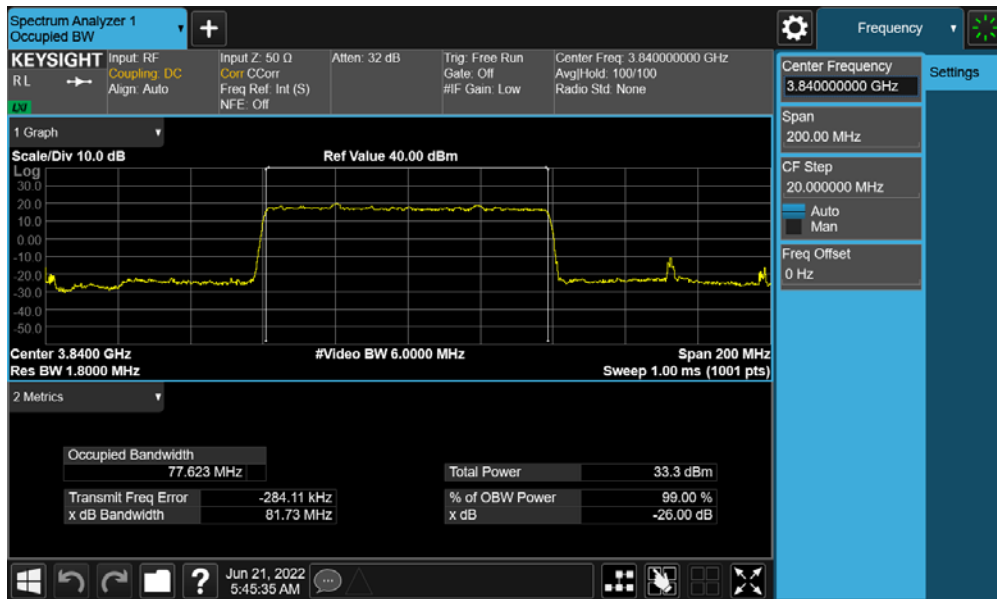 Spectrum Analyzer 1
Occupied BW
+
Frequency
KEYSIGHT
R L
LXI
Input: RF
Coupling: DC
Align: Auto
Input Z: 50 Ω
Corr CCorr
Freq Ref: Int (S)
NFE: Off
Atten: 32 dB
Trig: Free Run
Gate: Off
#IF Gain: Low
Center Freq: 3.840000000 GHz
Avg|Hold: 100/100
Radio Std: None
Center Frequency
3.840000000 GHz
Settings
Span
200.00 MHz
CF Step
20.000000 MHz
Auto
Man
Freq Offset
0 Hz
1 Graph
Scale/Div 10.0 dB
Ref Value 40.00 dBm
Log
30.0
20.0
10.0
0.00
-10.0
-20.0
-30.0
-40.0
-50.0
Center 3.8400 GHz
#Video BW 6.0000 MHz
Span 200 MHz
Res BW 1.8000 MHz
Sweep 1.00 ms (1001 pts)
2 Metrics
Occupied Bandwidth
77.623 MHz
Total Power
33.3 dBm
Transmit Freq Error
-284.11 kHz
% of OBW Power
99.00 %
x dB Bandwidth
81.73 MHz
x dB
-26.00 dB
?
Jun 21, 2022
5:45:35 AM